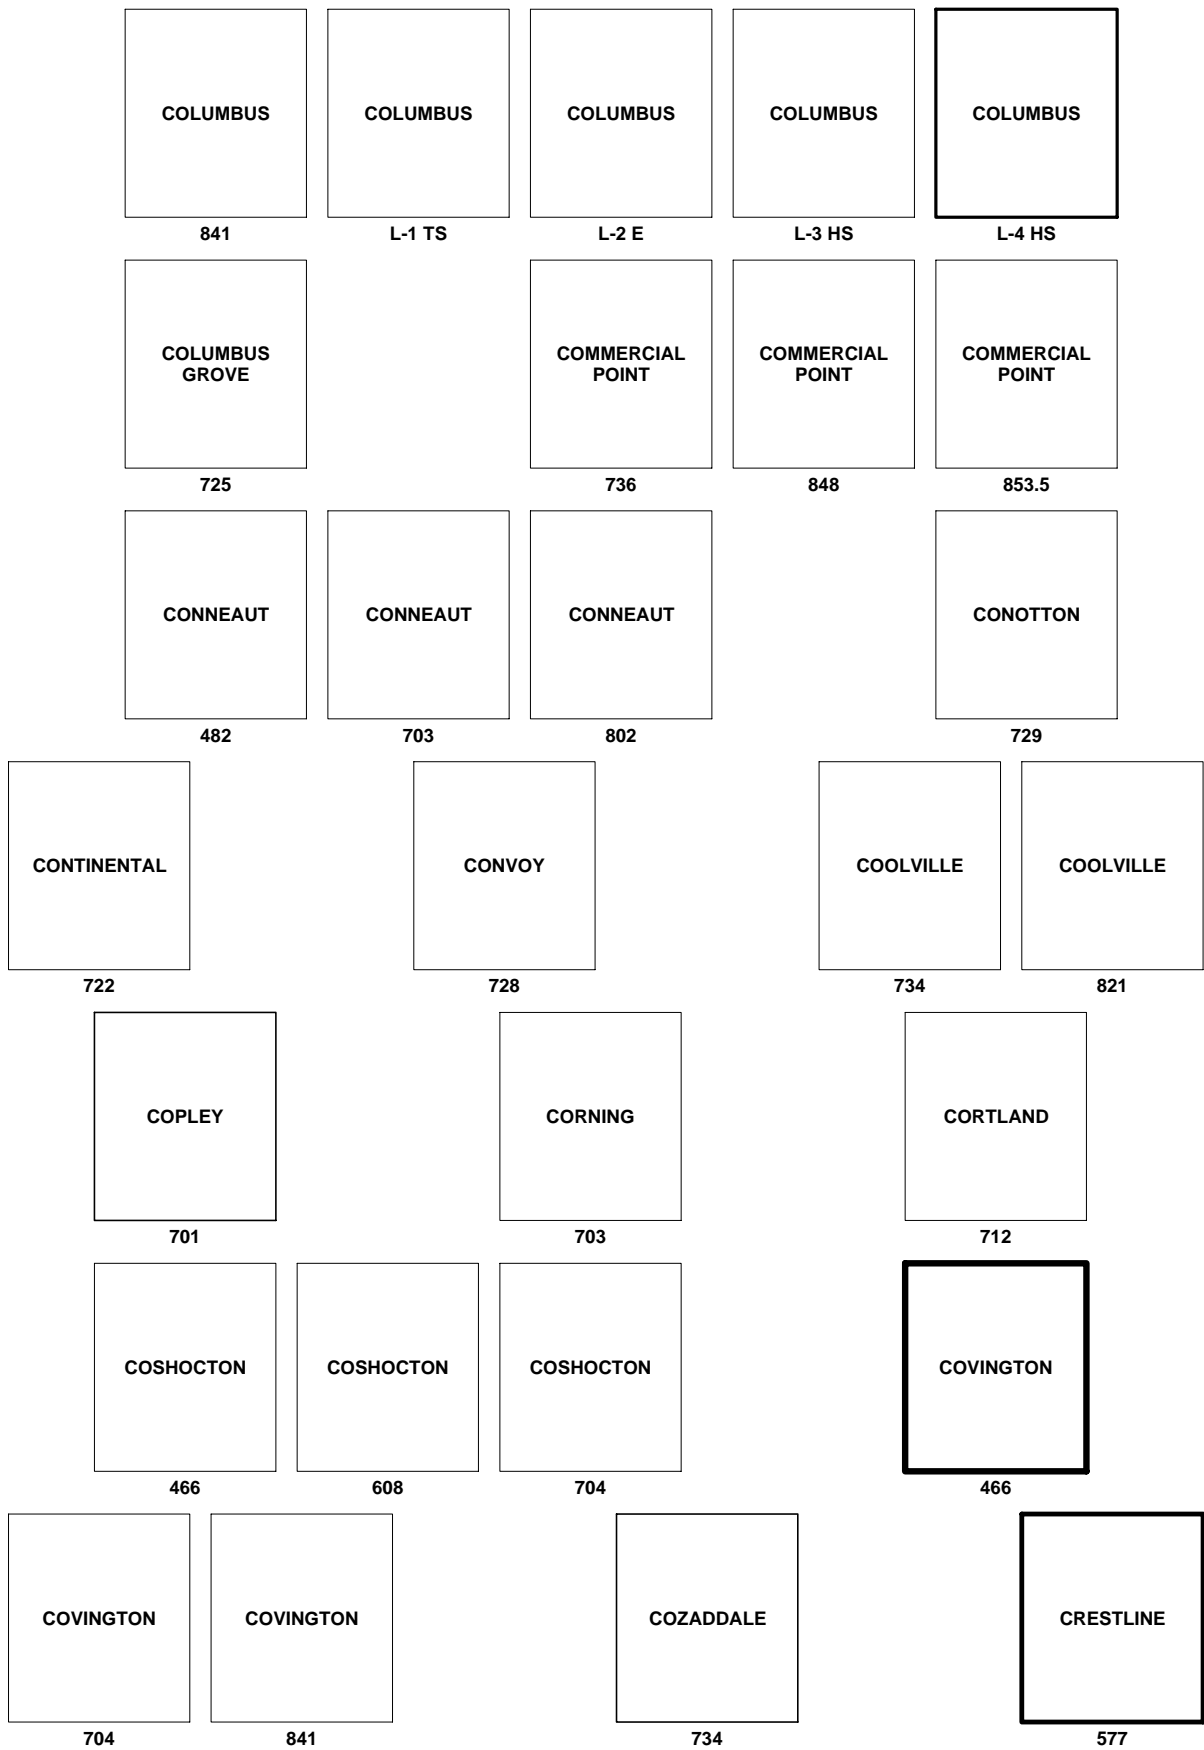 COLUMBUS COLUMBUS COLUMBUS COLUMBUS COLUMBUS
841 L-1 TS L-2 E L-3 HS L-4 HS
COLUMBUS COMMERCIAL COMMERCIAL COMMERCIAL
GROVE POINT POINT POINT
725 736 848 853.5
CONNEAUT CONNEAUT CONNEAUT CONOTTON
482 703 802 729
CONTINENTAL CONVOY COOLVILLE COOLVILLE
722 728 734 821
COPLEY CORNING CORTLAND
701 703 712
COSHOCTON COSHOCTON COSHOCTON COVINGTON
466 608 704 466
COVINGTON COVINGTON COZADDALE CRESTLINE
704 841 734 577